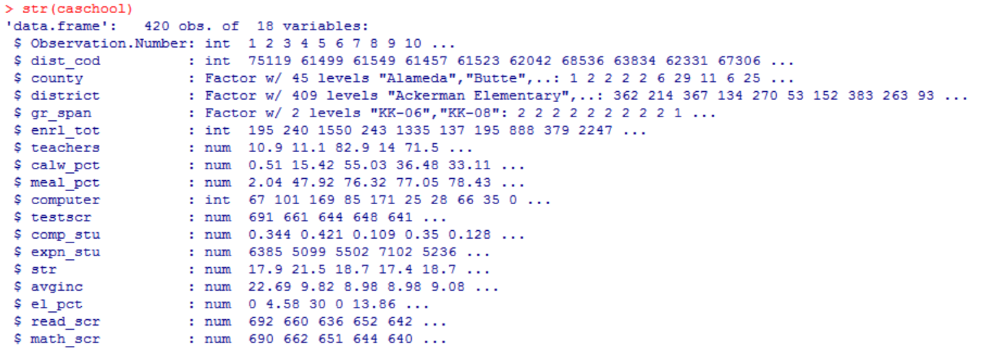 > str(caschool)
'data.frame':   420 obs. of  18 variables:
 $ Observation.Number: int  1 2 3 4 5 6 7 8 9 10 ...
 $ dist_cod          : int  75119 61499 61549 61457 61523 62042 68536 63834 62331 67306 ...
 $ county            : Factor w/ 45 levels "Alameda","Butte",..: 1 2 2 2 2 6 29 11 6 25 ...
 $ district          : Factor w/ 409 levels "Ackerman Elementary",..: 362 214 367 134 270 53 152 383 263 93 ...
 $ gr_span           : Factor w/ 2 levels "KK-06","KK-08": 2 2 2 2 2 2 2 2 2 1 ...
 $ enrl_tot          : int  195 240 1550 243 1335 137 195 888 379 2247 ...
 $ teachers          : num  10.9 11.1 82.9 14 71.5 ...
 $ calw_pct          : num  0.51 15.42 55.03 36.48 33.11 ...
 $ meal_pct          : num  2.04 47.92 76.32 77.05 78.43 ...
 $ computer          : int  67 101 169 85 171 25 28 66 35 0 ...
 $ testscr           : num  691 661 644 648 641 ...
 $ comp_stu          : num  0.344 0.421 0.109 0.35 0.128 ...
 $ expn_stu          : num  6385 5099 5502 7102 5236 ...
 $ str               : num  17.9 21.5 18.7 17.4 18.7 ...
 $ avginc            : num  22.69 9.82 8.98 8.98 9.08 ...
 $ el_pct            : num  0 4.58 30 0 13.86 ...
 $ read_scr          : num  692 660 636 652 642 ...
 $ math_scr          : num  690 662 651 644 640 ...